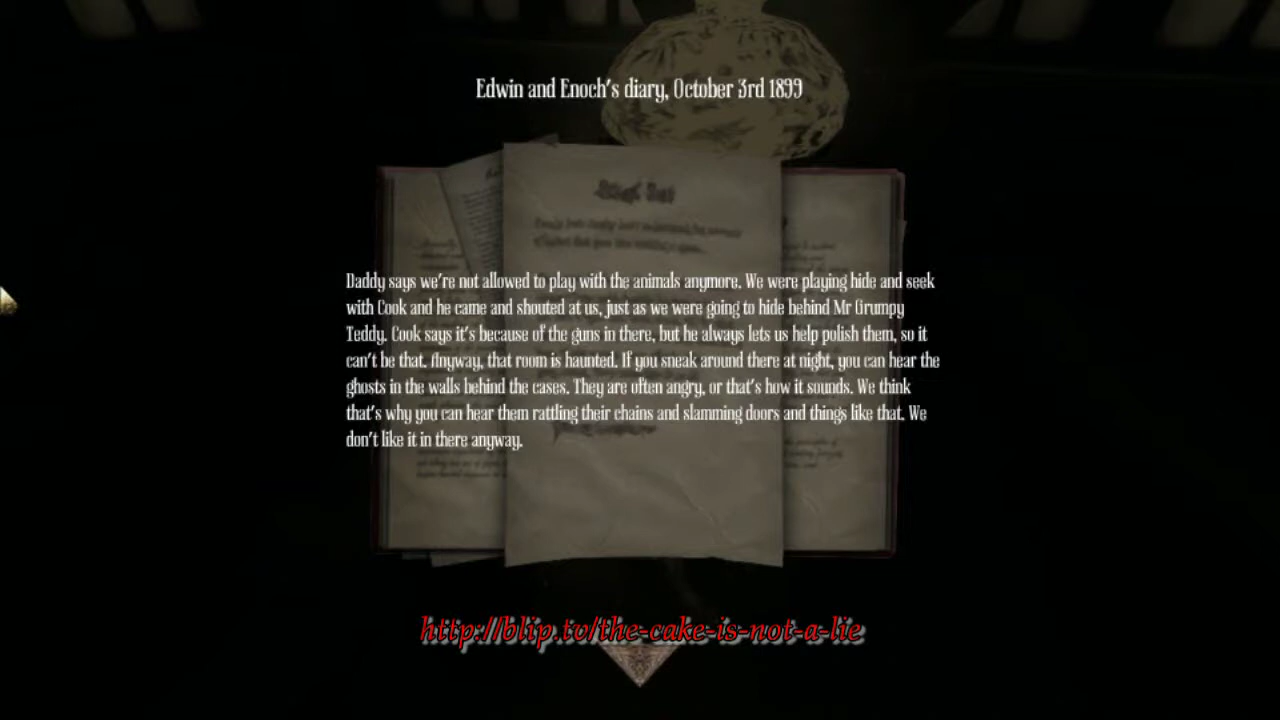 Edwin and Enoch's diary, October 3rd 1899
Daddy says we're not allowed to play with the animals anymore. We were playing hide and seek
with Cook and he came and shouted at us, just as we were going to hide behind Mr Grumpy
Teddy. Cook says it's because of the guns in there, but he always lets us help polish them, so it
can't be that. Anyway, that room is haunted. If you sneak around there at night, you can hear the
ghosts in the walls behind the cases. They are often angry, or that's how it sounds. We think
that's why you can hear them rattling their chains and slamming doors and things like that. We
don't like it in there anyway.
http://blip.tv/the-cake-is-not-a-lie